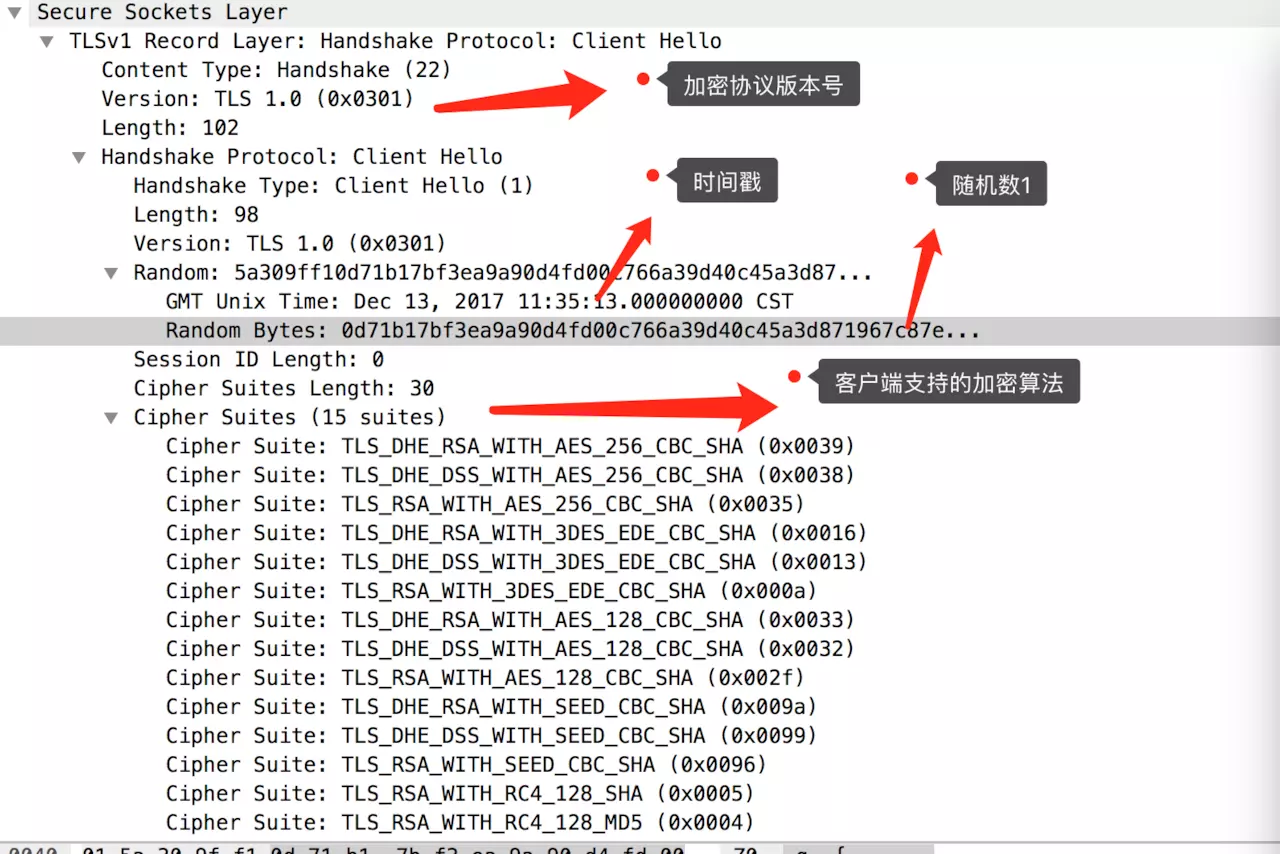 Secure Sockets Layer
TLSv1 Record Layer: Handshake Protocol: Client Hello
Content Type: Handshake (22)
加密协议版本号
Version: TLS 1.0 (0x0301)
Length: 102
Handshake Protocol: Client Hello
时间戳
随机数1
Handshake Type: Client Hello (1)
Length: 98
Version: TLS 1.0 (0x0301)
Random: 5a309ff10d71b17bf3ea9a90d4fd00c766a39d40c45a3d87...
GMT Unix Time: Dec 13, 2017 11:35:13.000000000 CST
Random Bytes: 0d71b17bf3ea9a90d4fd00c766a39d40c45a3d871967c87e...
Session ID Length: 0
客户端支持的加密算法
Cipher Suites Length: 30
Cipher Suites (15 suites)
Cipher Suite: TLS_DHE_RSA_WITH_AES_256_CBC_SHA (0x0039)
Cipher Suite: TLS_DHE_DSS_WITH_AES_256_CBC_SHA (0x0038)
Cipher Suite: TLS_RSA_WITH_AES_256_CBC_SHA (0x0035)
Cipher Suite: TLS_DHE_RSA_WITH_3DES_EDE_CBC_SHA (0x0016)
Cipher Suite: TLS_DHE_DSS_WITH_3DES_EDE_CBC_SHA (0x0013)
Cipher Suite: TLS_RSA_WITH_3DES_EDE_CBC_SHA (0x000a)
Cipher Suite: TLS_DHE_RSA_WITH_AES_128_CBC_SHA (0x0033)
Cipher Suite: TLS_DHE_DSS_WITH_AES_128_CBC_SHA (0x0032)
Cipher Suite: TLS_RSA_WITH_AES_128_CBC_SHA (0x002f)
Cipher Suite: TLS_DHE_RSA_WITH_SEED_CBC_SHA (0x009a)
Cipher Suite: TLS_DHE_DSS_WITH_SEED_CBC_SHA (0x0099)
Cipher Suite: TLS_RSA_WITH_SEED_CBC_SHA (0x0096)
Cipher Suite: TLS_RSA_WITH_RC4_128_SHA (0x0005)
Cipher Suite: TLS_RSA_WITH_RC4_128_MD5 (0x0004)